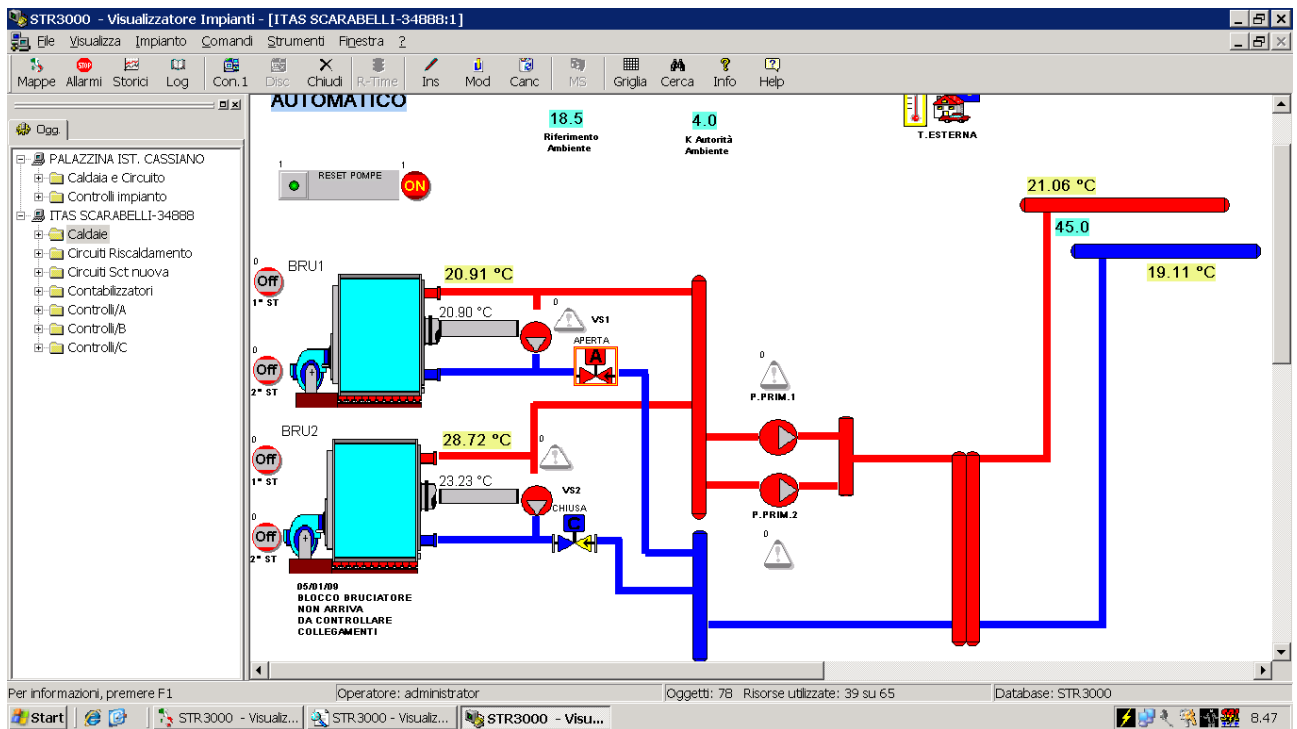 STR3000 - Visualizzatore Impianti - [ITAS SCARABELLI-34888:1]
File Visualizza Impianto Comandi Strumenti Finestra ?
Mappe Allarmi Storici Log Con.1 Disc Chiudi R-Time Ins Mod Canc MS Griglia Cerca Info Help
Ogg.
PALAZZINA IST. CASSIANO
Caldaia e Circuito
Controlli impianto
ITAS SCARABELLI-34888
Caldaie
Circuiti Riscaldamento
Circuiti Sct nuova
Contabilizzatori
Controlli/A
Controlli/B
Controlli/C
AUTOMATICO
18.5
Riferimento
Ambiente
4.0
K Autorità
Ambiente
T.ESTERNA
1 1
RESET POMPE
ON
21.06 °C
45.0
19.11 °C
0
BRU1
Off
1° ST
20.91 °C
20.90 °C
0
VS1
APERTA
A
0
Off
2° ST
0
P.PRIM.1
0
BRU2
Off
1° ST
28.72 °C
0
23.23 °C
VS2
CHIUSA
C
P.PRIM.2
0
0
Off
2° ST
05/01/09
BLOCCO BRUCIATORE
NON ARRIVA
DA CONTROLLARE
COLLEGAMENTI
Per informazioni, premere F1
Operatore: administrator
Oggetti: 78 Risorse utilizzate: 39 su 65
Database: STR3000
Start
STR3000 - Visualiz...
STR3000 - Visualiz...
STR3000 - Visu...
8.47